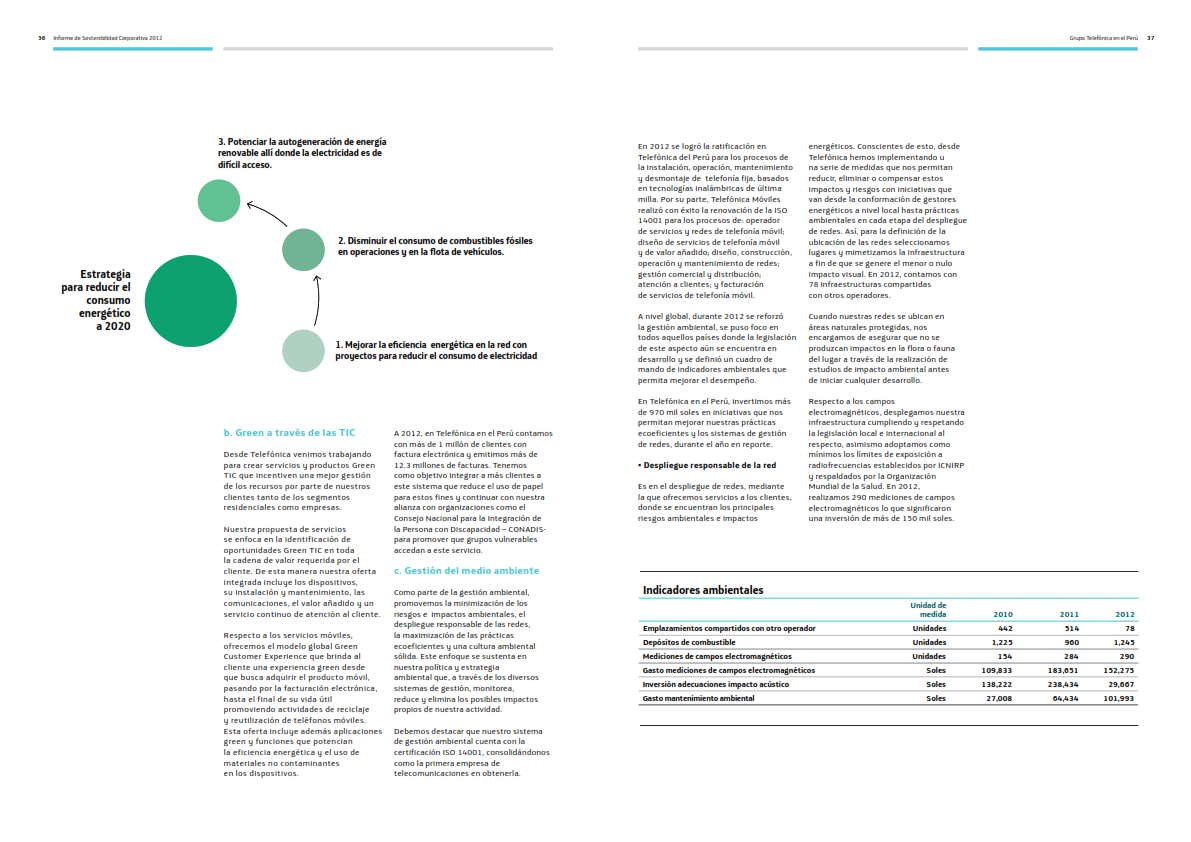 36 Informe de Sostenibilidad Corporativa 2012
3. Potenciar la autogeneración de energía
renovable allí donde la electricidad es de
difícil acceso.
2. Disminuir el consumo de combustibles fósiles
en operaciones y en la flota de vehículos.
Estrategia
para reducir el
consumo
energético
a 2020
1. Mejorar la eficiencia energética en la red con
proyectos para reducir el consumo de electricidad
b. Green a través de las TIC
Desde Telefónica venimos trabajando
para crear servicios y productos Green
TIC que incentiven una mejor gestión
de los recursos por parte de nuestros
clientes tanto de los segmentos
residenciales como empresas.
Nuestra propuesta de servicios
se enfoca en la identificación de
oportunidades Green TIC en toda
la cadena de valor requerida por el
cliente. De esta manera nuestra oferta
integrada incluye los dispositivos,
su instalación y mantenimiento, las
comunicaciones, el valor añadido y un
servicio continuo de atención al cliente.
Respecto a los servicios móviles,
ofrecemos el modelo global Green
Customer Experience que brinda al
cliente una experiencia green desde
que busca adquirir el producto móvil,
pasando por la facturación electrónica,
hasta el final de su vida útil
promoviendo actividades de reciclaje
y reutilización de teléfonos móviles.
Esta oferta incluye además aplicaciones
green y funciones que potencian
la eficiencia energética y el uso de
materiales no contaminantes
en los dispositivos.
A 2012, en Telefónica en el Perú contamos
con más de 1 millón de clientes con
factura electrónica y emitimos más de
12.3 millones de facturas. Tenemos
como objetivo integrar a más clientes a
este sistema que reduce el uso de papel
para estos fines y continuar con nuestra
alianza con organizaciones como el
Consejo Nacional para la Integración de
la Persona con Discapacidad – CONADIS-
para promover que grupos vulnerables
accedan a este servicio.
c. Gestión del medio ambiente
Como parte de la gestión ambiental,
promovemos la minimización de los
riesgos e impactos ambientales, el
despliegue responsable de las redes,
la maximización de las prácticas
ecoeficientes y una cultura ambiental
sólida. Este enfoque se sustenta en
nuestra política y estrategia
ambiental que, a través de los diversos
sistemas de gestión, monitorea,
reduce y elimina los posibles impactos
propios de nuestra actividad.
Debemos destacar que nuestro sistema
de gestión ambiental cuenta con la
certificación ISO 14001, consolidándonos
como la primera empresa de
telecomunicaciones en obtenerla.
Grupo Telefónica en el Perú 37
En 2012 se logró la ratificación en
Telefónica del Perú para los procesos de
la instalación, operación, mantenimiento
y desmontaje de telefonía fija, basados
en tecnologías inalámbricas de última
milla. Por su parte, Telefónica Móviles
realizó con éxito la renovación de la ISO
14001 para los procesos de: operador
de servicios y redes de telefonía móvil;
diseño de servicios de telefonía móvil
y de valor añadido; diseño, construcción,
operación y mantenimiento de redes;
gestión comercial y distribución;
atención a clientes; y facturación
de servicios de telefonía móvil.
A nivel global, durante 2012 se reforzó
la gestión ambiental, se puso foco en
todos aquellos países donde la legislación
de este aspecto aún se encuentra en
desarrollo y se definió un cuadro de
mando de indicadores ambientales que
permita mejorar el desempeño.
En Telefónica en el Perú, invertimos más
de 970 mil soles en iniciativas que nos
permitan mejorar nuestras prácticas
ecoeficientes y los sistemas de gestión
de redes, durante el año en reporte.
• Despliegue responsable de la red
Es en el despliegue de redes, mediante
la que ofrecemos servicios a los clientes,
donde se encuentran los principales
riesgos ambientales e impactos
energéticos. Conscientes de esto, desde
Telefónica hemos implementando u
na serie de medidas que nos permitan
reducir, eliminar o compensar estos
impactos y riesgos con iniciativas que
van desde la conformación de gestores
energéticos a nivel local hasta prácticas
ambientales en cada etapa del despliegue
de redes. Así, para la definición de la
ubicación de las redes seleccionamos
lugares y mimetizamos la infraestructura
a fin de que se genere el menor o nulo
impacto visual. En 2012, contamos con
78 infraestructuras compartidas
con otros operadores.
Cuando nuestras redes se ubican en
áreas naturales protegidas, nos
encargamos de asegurar que no se
produzcan impactos en la flora o fauna
del lugar a través de la realización de
estudios de impacto ambiental antes
de iniciar cualquier desarrollo.
Respecto a los campos
electromagnéticos, desplegamos nuestra
infraestructura cumpliendo y respetando
la legislación local e internacional al
respecto, asimismo adoptamos como
mínimos los límites de exposición a
radiofrecuencias establecidos por ICNIRP
y respaldados por la Organización
Mundial de la Salud. En 2012,
realizamos 290 mediciones de campos
electromagnéticos lo que significaron
una inversión de más de 150 mil soles.
Indicadores ambientales
Unidad de
medida 2010 2011 2012
Emplazamientos compartidos con otro operador Unidades 442 514 78
Depósitos de combustible Unidades 1,225 960 1,245
Mediciones de campos electromagnéticos Unidades 154 284 290
Gasto mediciones de campos electromagnéticos Soles 109,833 183,651 152,275
Inversión adecuaciones impacto acústico Soles 138,222 238,434 29,667
Gasto mantenimiento ambiental Soles 27,008 64,434 101,993